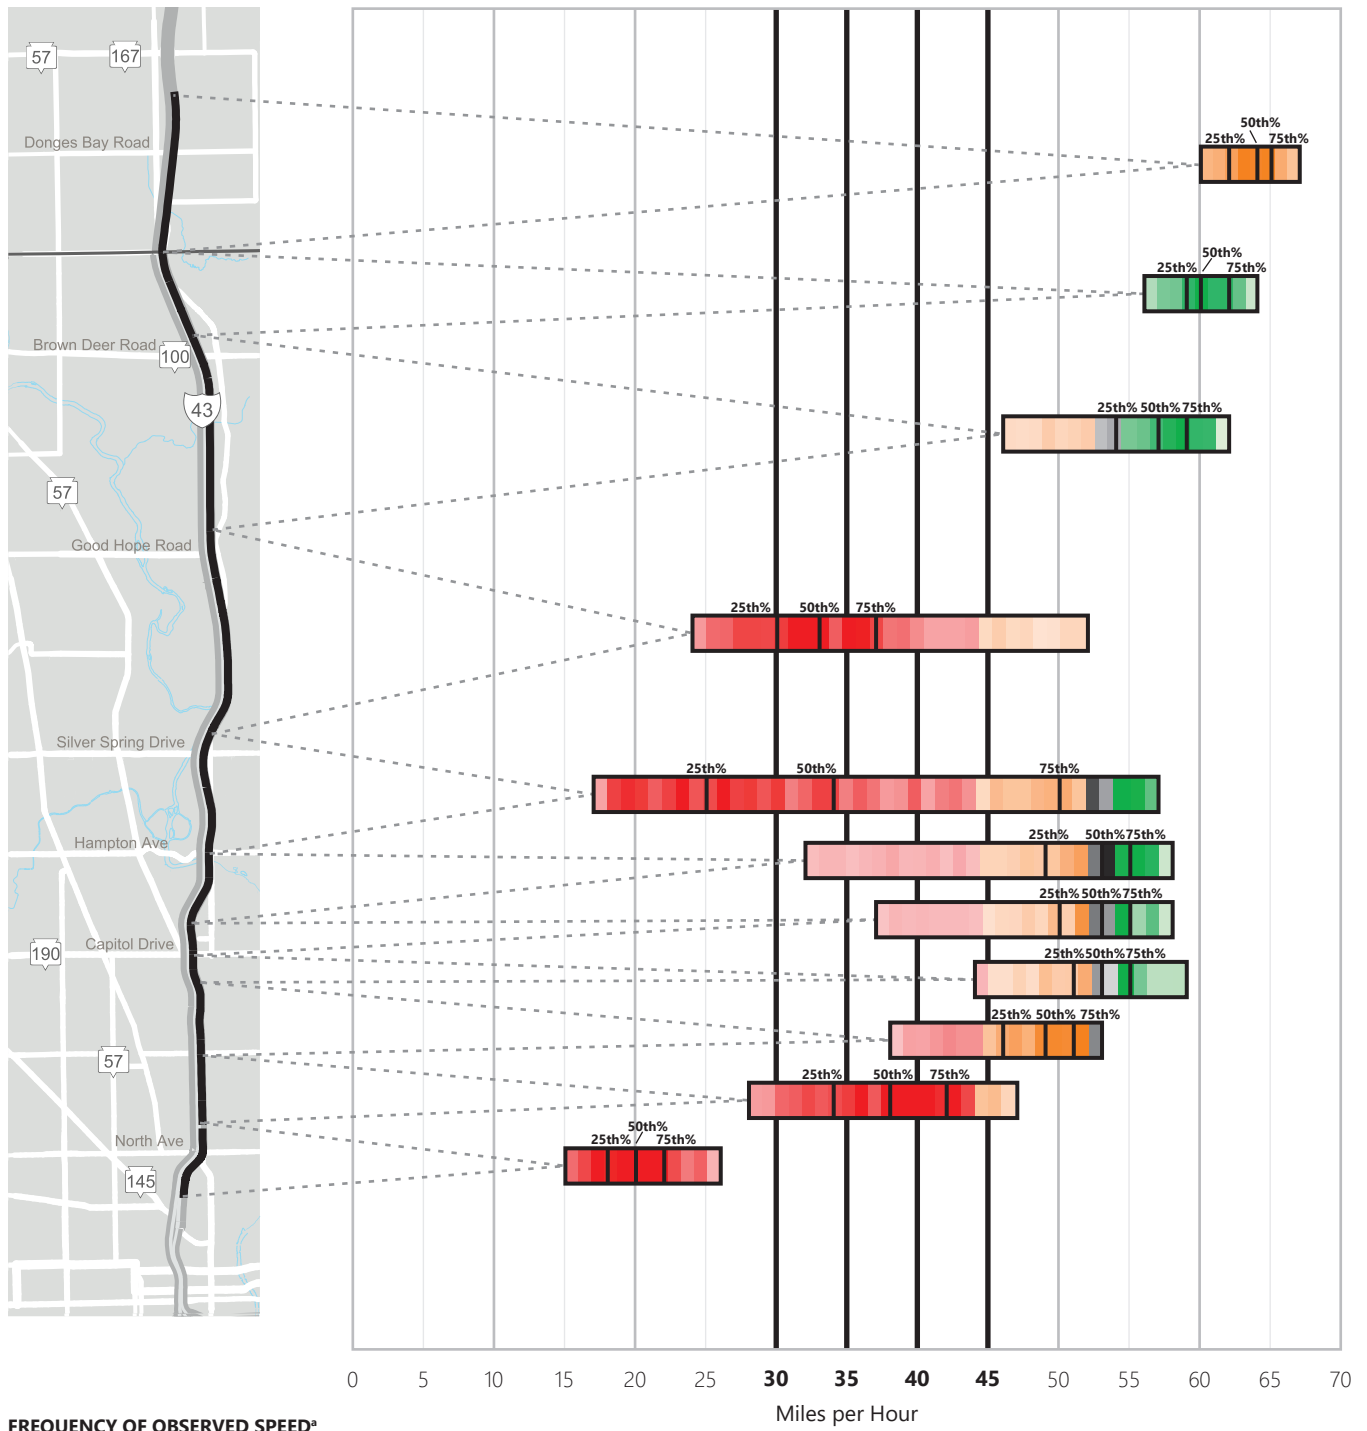 57
167
Donges Bay Road
50th%
25th% 75th%
50th%
25th% 75th%
Brown Deer Road
100
43
25th% 50th% 75th%
57
Good Hope Road
25th% 50th% 75th%
Silver Spring Drive
25th% 50th% 75th%
Hampton Ave
25th% 50th% 75th%
25th% 50th% 75th%
Capitol Drive
190
25th% 50th% 75th%
25th% 50th% 75th%
57
25th% 50th% 75th%
North Ave
50th%
25th% 75th%
145
0 5 10 15 20 25 30 35 40 45 50 55 60 65 70
Miles per Hour
FREQUENCY OF OBSERVED SPEEDᵃ